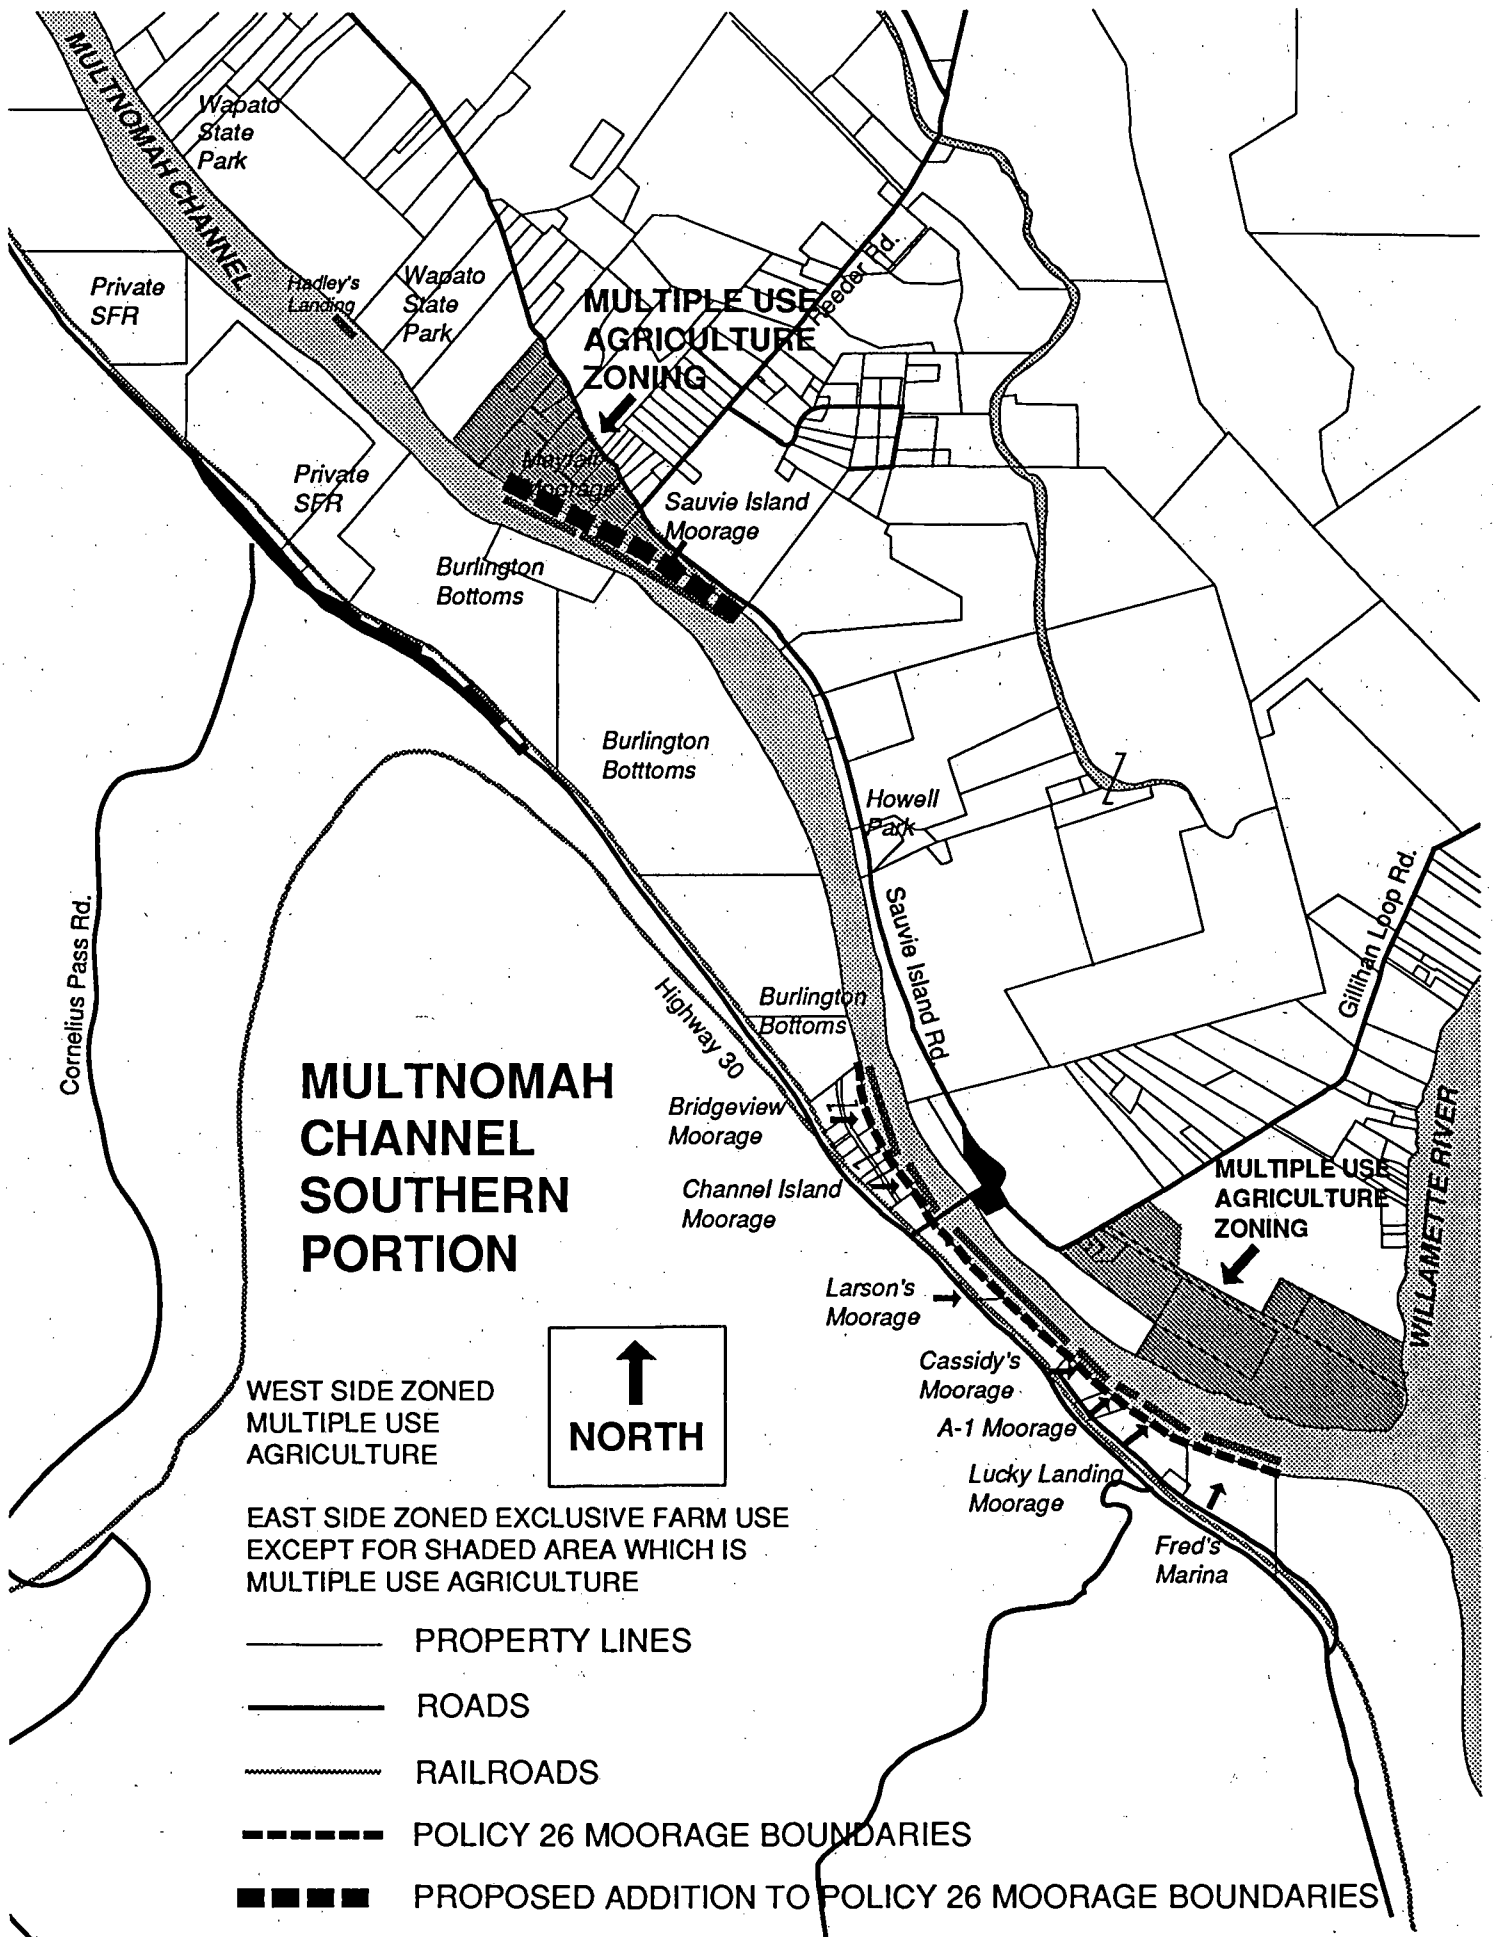 MULTNOMAH CHANNEL
Wapato
State
Park
Private
SFR
Hadley's
Landing
Wapato
State
Park
Reeder Rd.
MULTIPLE USE
AGRICULTURE
ZONING
Private
SFR
Moorage
Sauvie Island
Moorage
Burlington
Bottoms
Burlington
Botttoms
Howell
Park
Cornelius Pass Rd.
Sauvie Island Rd
Gillihan Loop Rd.
Highway 30
Burlington
Bottoms
MULTNOMAH
CHANNEL
SOUTHERN
PORTION
Bridgeview
Moorage
Channel Island
Moorage
MULTIPLE USE
AGRICULTURE
ZONING
WILLAMETTE RIVER
Larson's
Moorage
Cassidy's
Moorage
A-1 Moorage
Lucky Landing
Moorage
Fred's
Marina
NORTH
WEST SIDE ZONED
MULTIPLE USE
AGRICULTURE
EAST SIDE ZONED EXCLUSIVE FARM USE
EXCEPT FOR SHADED AREA WHICH IS
MULTIPLE USE AGRICULTURE
PROPERTY LINES
ROADS
RAILROADS
POLICY 26 MOORAGE BOUNDARIES
PROPOSED ADDITION TO POLICY 26 MOORAGE BOUNDARIES